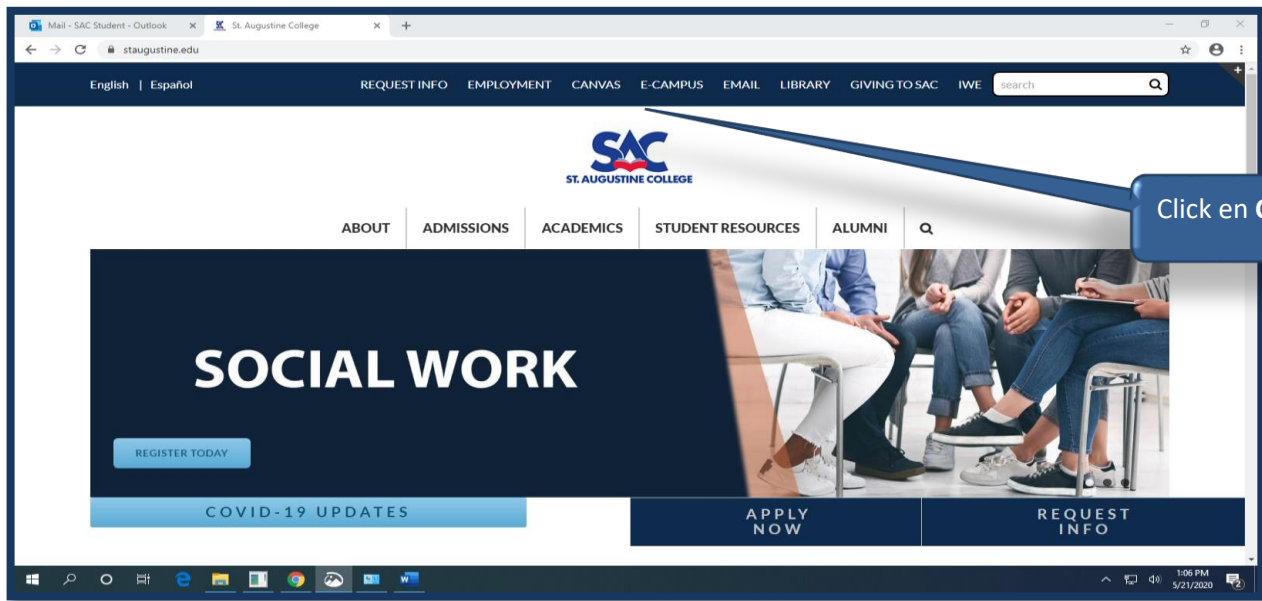 Mail - SAC Student - Outlook St. Augustine College
staugustine.edu
English | Español REQUEST INFO EMPLOYMENT CANVAS E-CAMPUS EMAIL LIBRARY GIVING TO SAC IWE search
SAC
ST. AUGUSTINE COLLEGE
Click en
ABOUT ADMISSIONS ACADEMICS STUDENT RESOURCES ALUMNI
SOCIAL WORK
REGISTER TODAY
COVID-19 UPDATES
APPLY
NOW
REQUEST
INFO
1:06 PM
5/21/2020